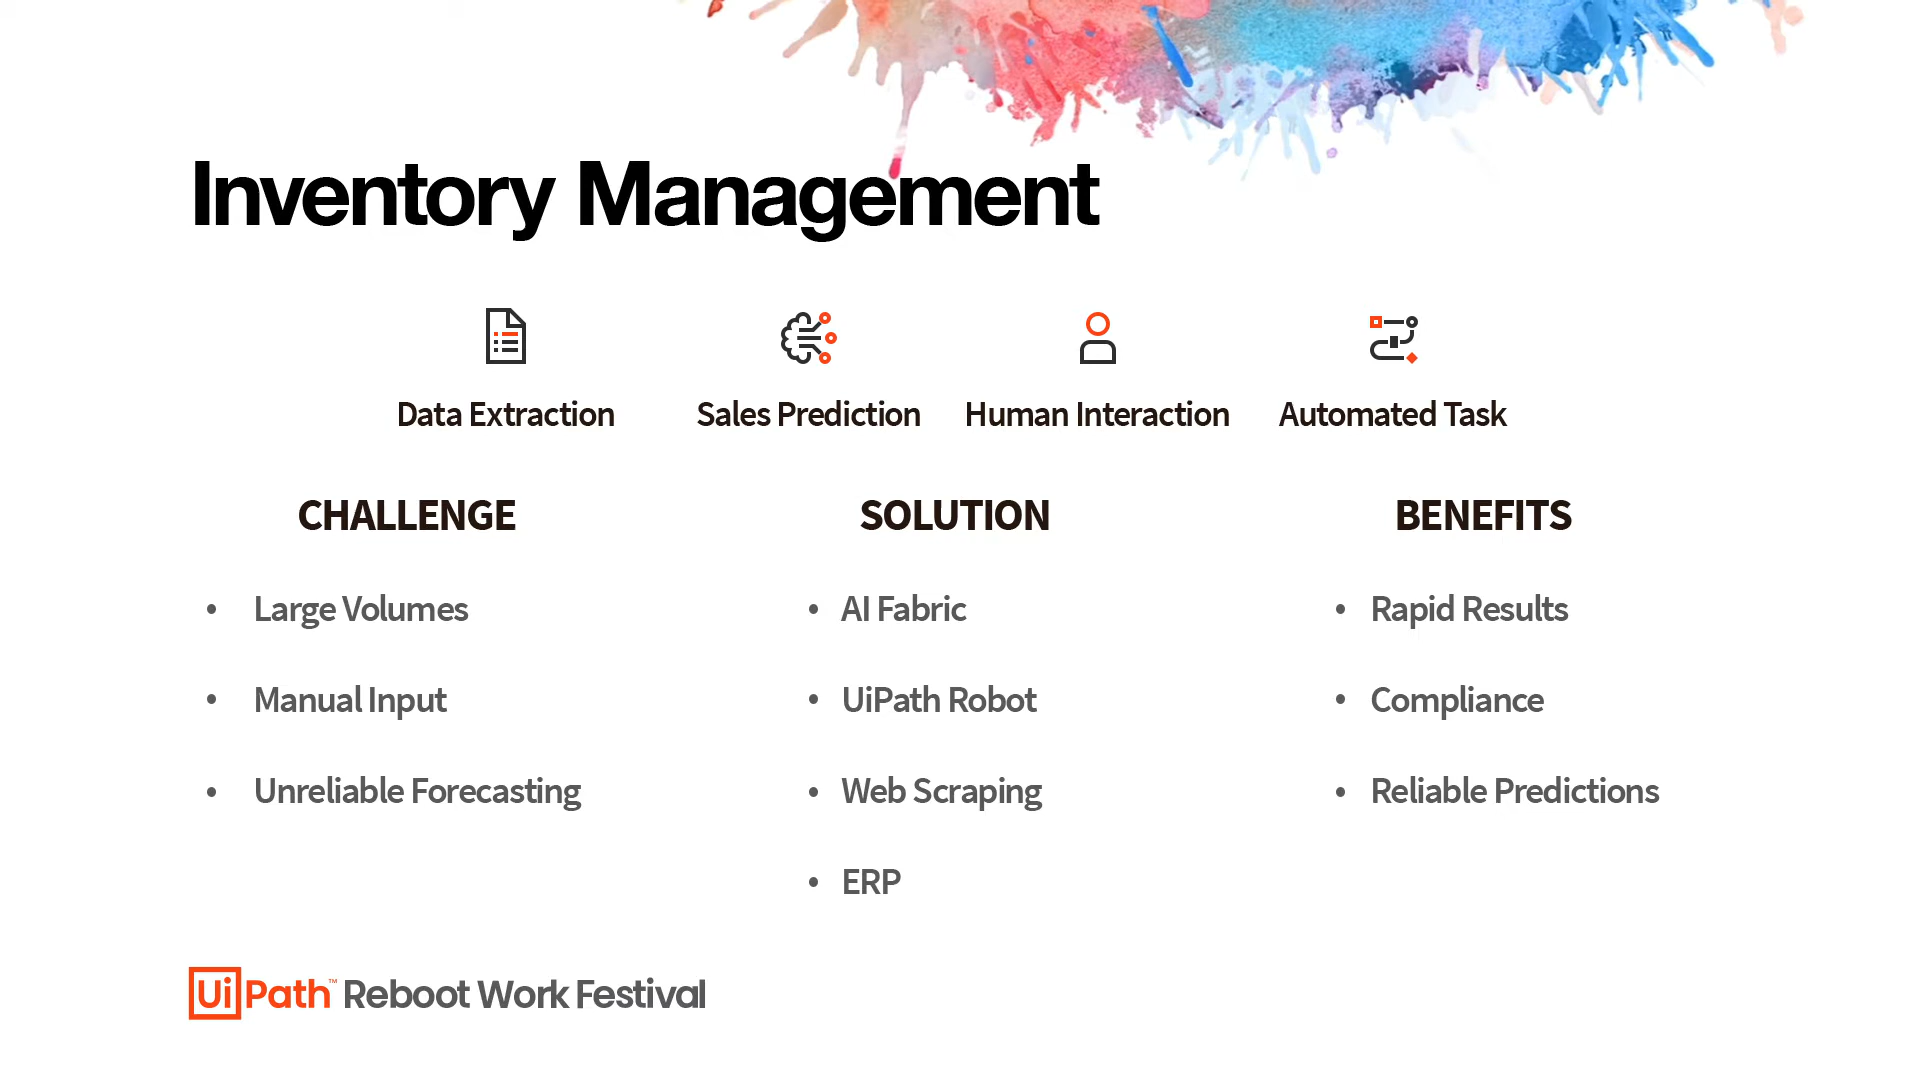 Inventory Management
Data Extraction
Sales Prediction
Human Interaction
Automated Task
CHALLENGE
• Large Volumes
• Manual Input
• Unreliable Forecasting
SOLUTION
• AI Fabric
• UiPath Robot
• Web Scraping
• ERP
BENEFITS
• Rapid Results
• Compliance
• Reliable Predictions
UiPath™ Reboot Work Festival